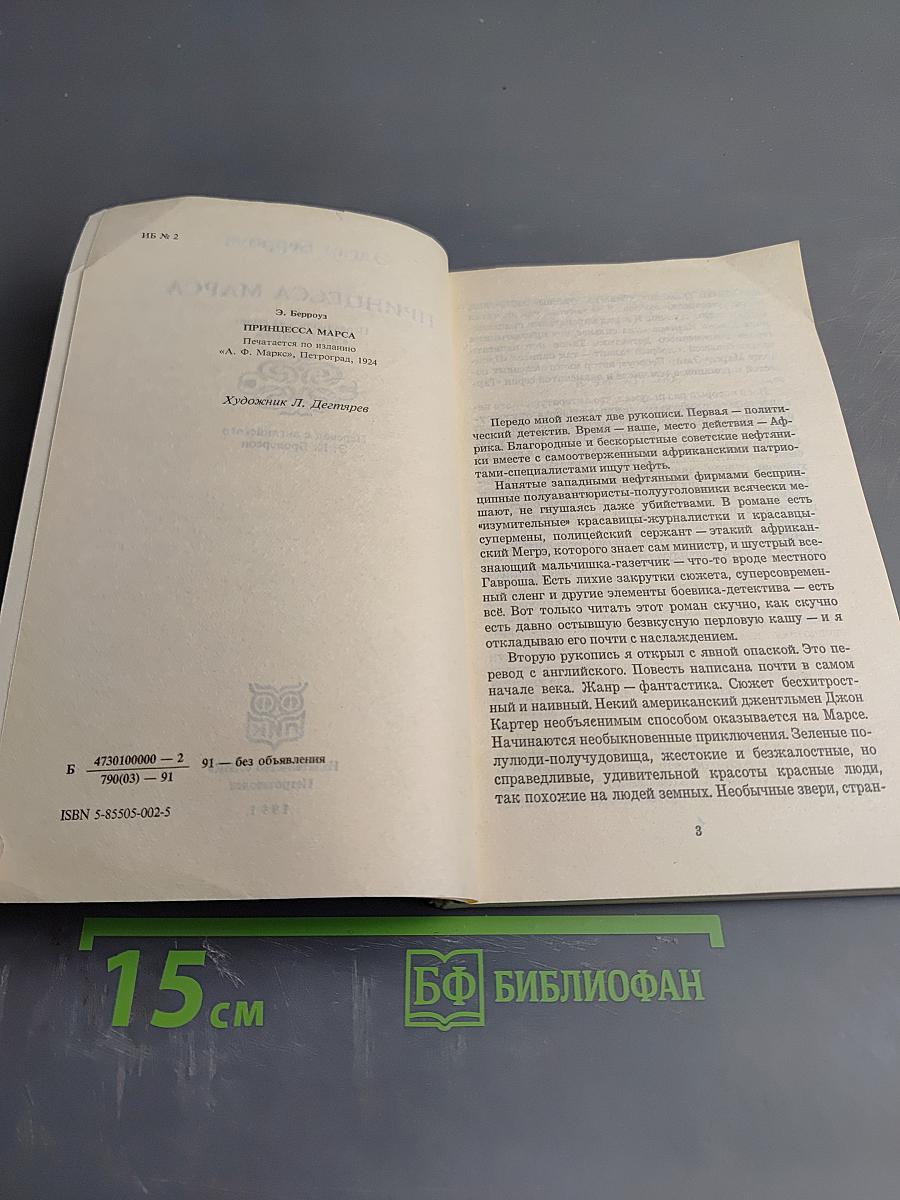 ИБ № 2
Э. Берроуз
ПРИНЦЕССА МАРСА
Печатается по изданию
«А. Ф. Маркс», Петроград, 1924
Художник Л. Дегтярев
Б 4730100000 — 2 91 — без объявления
790(03) — 91
ISBN 5-85505-002-5
Передо мной лежат две рукописи. Первая — полити-
ческий детектив. Время — наше, место действия — Аф-
рика. Благородные и бескорыстные советские нефтяни-
ки вместе с самоотверженными африканскими патрио-
тами-специалистами ищут нефть.
Нанятые западными нефтяными фирмами беспринципные
ципные полуавантюристы-полууголовники всячески ме-
шают, не гнушаясь даже убийствами. В романе есть
«изумительные» красавицы-журналистки и красавцы-
супермены, полицейский сержант — этакий африкан-
ский Мегрэ, которого знает сам министр, и шустрый все-
знающий мальчишка-газетчик — что-то вроде местного
Гавроша. Есть лихие закрутки сюжета, суперсовремен-
ный сленг и другие элементы боевика-детектива — есть
всё. Вот только читать этот роман скучно, как скучно
есть давно остывшую безвкусную перловую кашу — и я
откладываю его почти с наслаждением.
Вторую рукопись я открыл с явной опаской. Это пе-
ревод с английского. Повесть написана почти в самом
начале века. Жанр — фантастика. Сюжет бесхитрост-
ный и наивный. Некий американский джентльмен Джон
Картер необъяснимым способом оказывается на Марсе.
Начинаются необыкновенные приключения. Зеленые по-
лулюди-получудовища, жестокие и безжалостные, но
справедливые, удивительной красоты красные люди,
так похожие на людей земных. Необычные звери, стран-
3
15 см
БФ БИБЛИОФАН